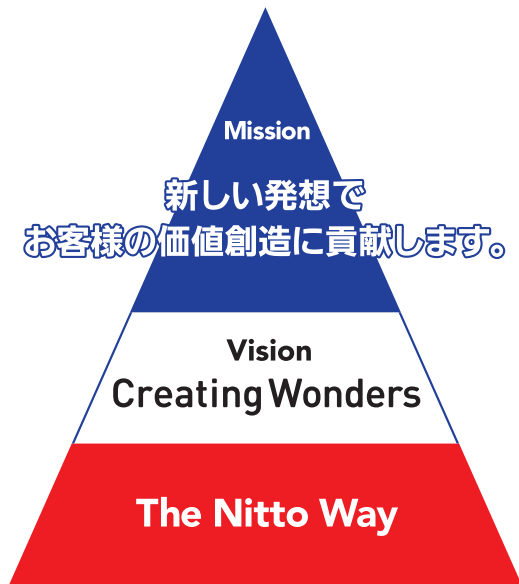 Mission
新しい発想で
お客様の価値創造に貢献します。
Vision
Creating Wonders
The Nitto Way